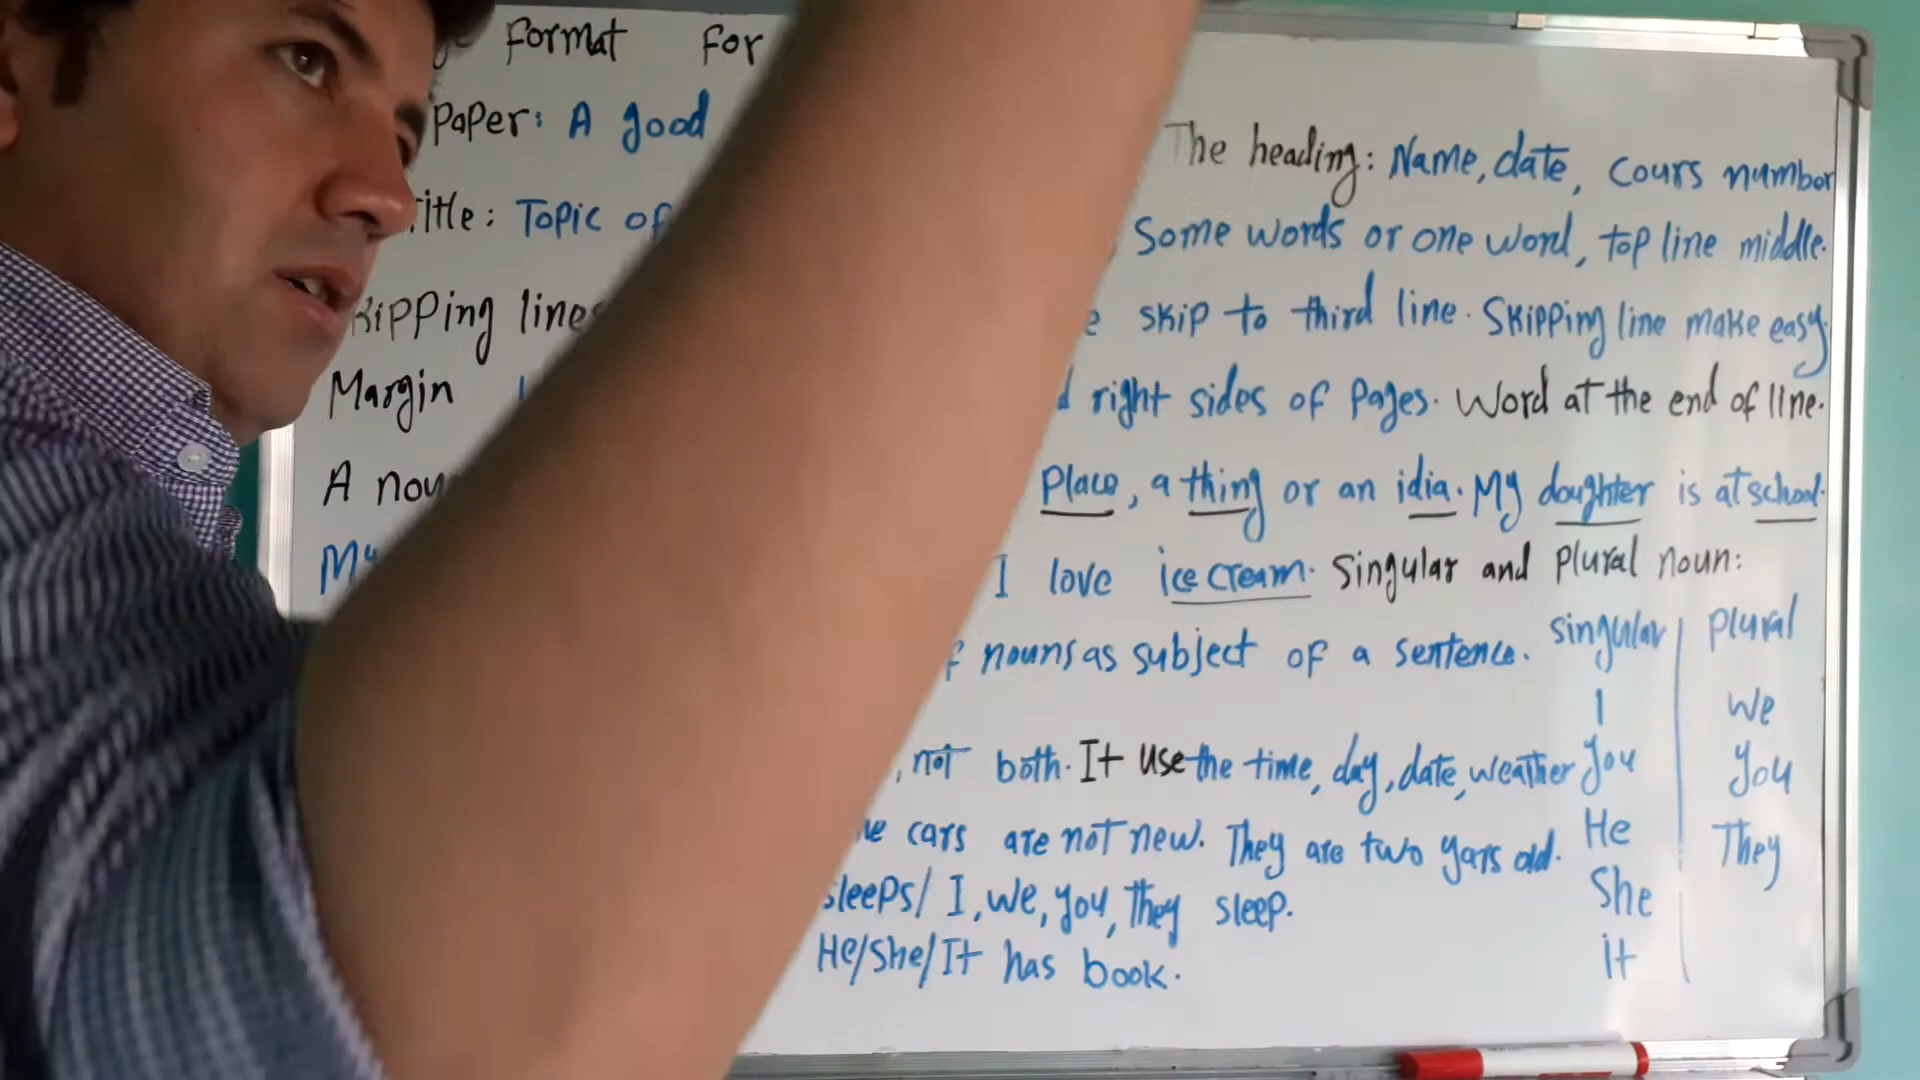 Format For
Paper: A good
The heading: Name, date, cours number
Title: Topic of
Some words or one word, top line middle.
Skipping lines
skip to third line. Skipping line make easy.
Margin
right sides of Pages. Word at the end of line.
A noun
Place, a thing or an idia. My doughter is at school.
My
I love ice cream. Singular and Plural noun:
nouns as subject of a sentence. singular plural
I we
, not both. It use the time, day, date, weather you you
cars are not new. They are two yars old. He They
sleeps/ I, we, you, They sleep. She
He/She/It has book. it